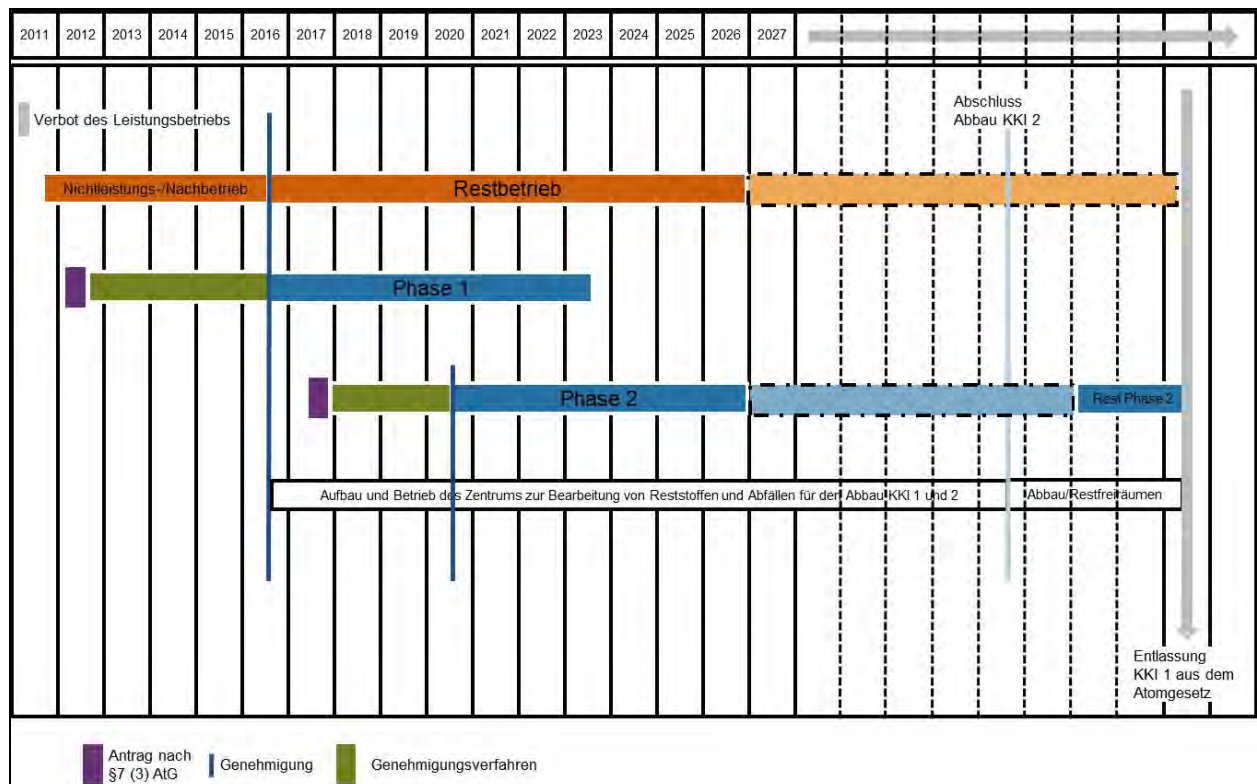 2011 2012 2013 2014 2015 2016 2017 2018 2019 2020 2021 2022 2023 2024 2025 2026 2027
Verbot des Leistungsbetriebs
Abschluss
Abbau KKI 2
Nichtleistungs-/Nachbetrieb
Restbetrieb
Phase 1
Phase 2
Rest Phase 2
Aufbau und Betrieb des Zentrums zur Bearbeitung von Reststoffen und Abfällen für den Abbau KKI 1 und 2
Abbau/Restfreiräumen
Entlassung
KKI 1 aus dem
Atomgesetz
Antrag nach
§7 (3) AtG
Genehmigung
Genehmigungsverfahren